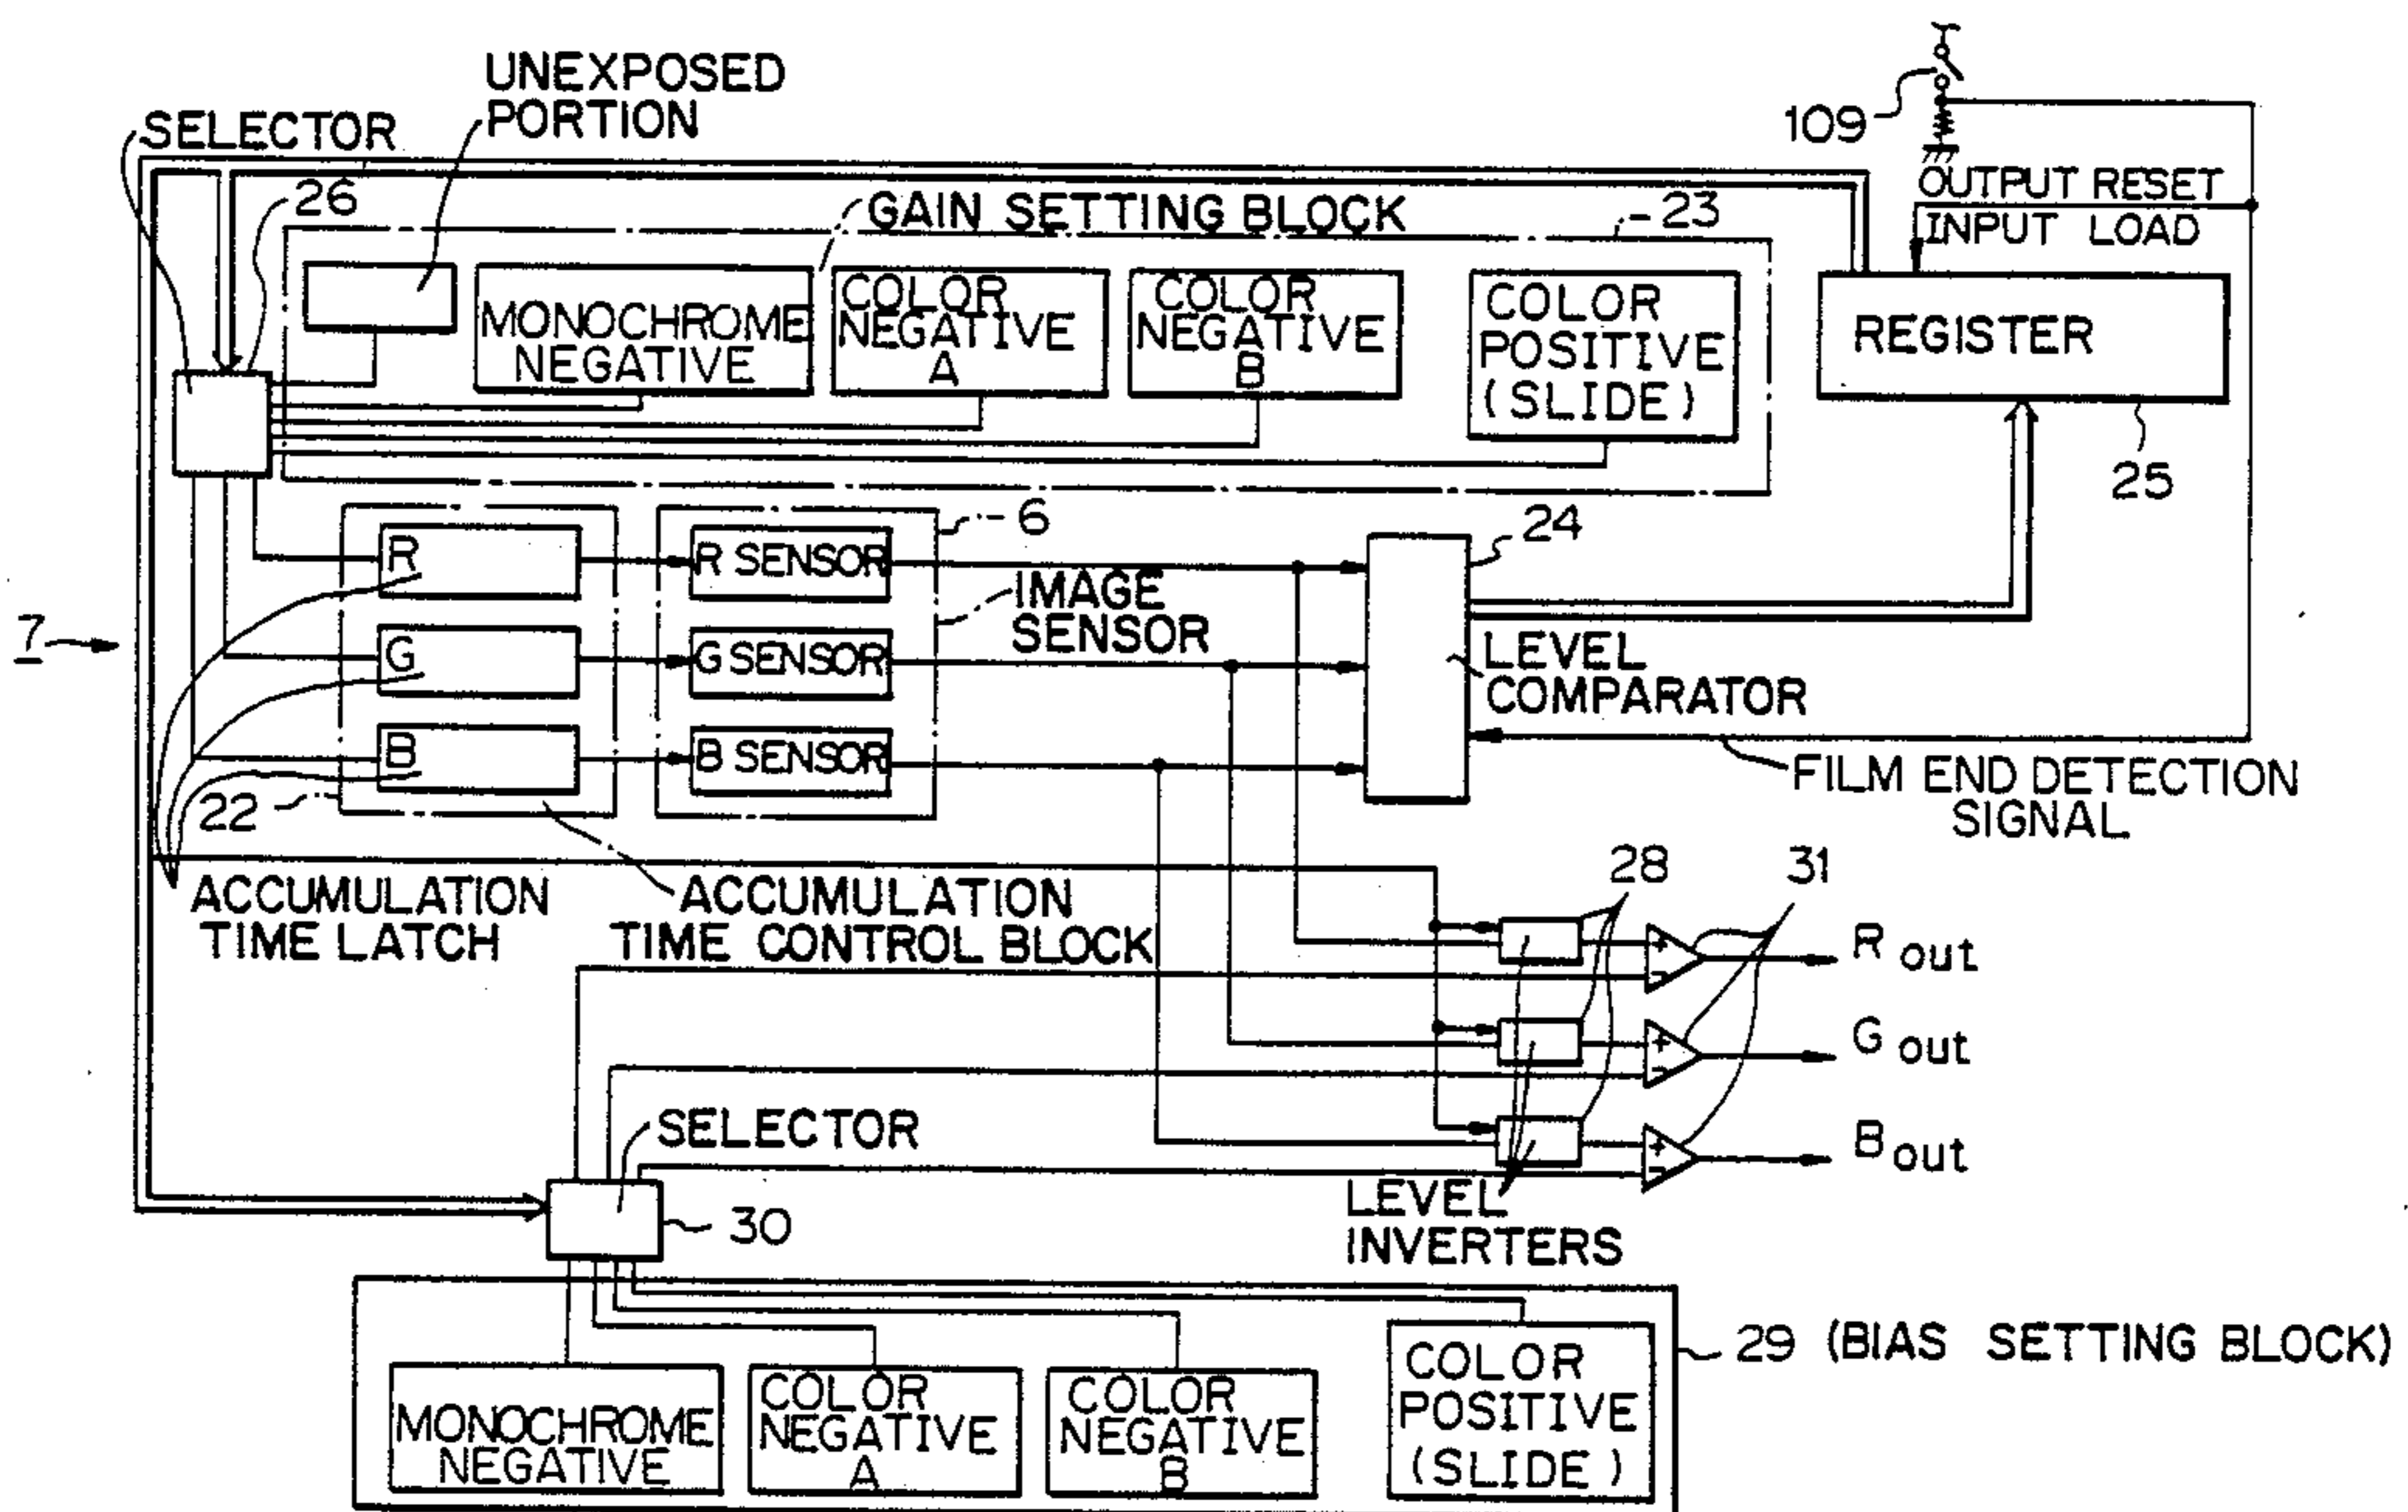 UNEXPOSED
PORTION
SELECTOR
109
OUTPUT RESET
INPUT LOAD
26
GAIN SETTING BLOCK
23
MONOCHROME
NEGATIVE
COLOR
NEGATIVE
A
COLOR
NEGATIVE
B
COLOR
POSITIVE
(SLIDE)
REGISTER
25
6
24
R
R SENSOR
IMAGE
SENSOR
7
G
G SENSOR
LEVEL
COMPARATOR
B
B SENSOR
22
FILM END DETECTION
SIGNAL
ACCUMULATION
TIME LATCH
ACCUMULATION
TIME CONTROL BLOCK
28
31
+
-
R out
+
-
G out
+
-
B out
SELECTOR
30
LEVEL
INVERTERS
29 (BIAS SETTING BLOCK)
MONOCHROME
NEGATIVE
COLOR
NEGATIVE
A
COLOR
NEGATIVE
B
COLOR
POSITIVE
(SLIDE)